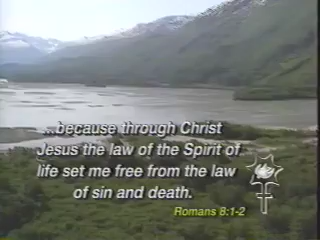 ...because through Christ
Jesus the law of the Spirit of
life set me free from the law
of sin and death.
Romans 8:1-2